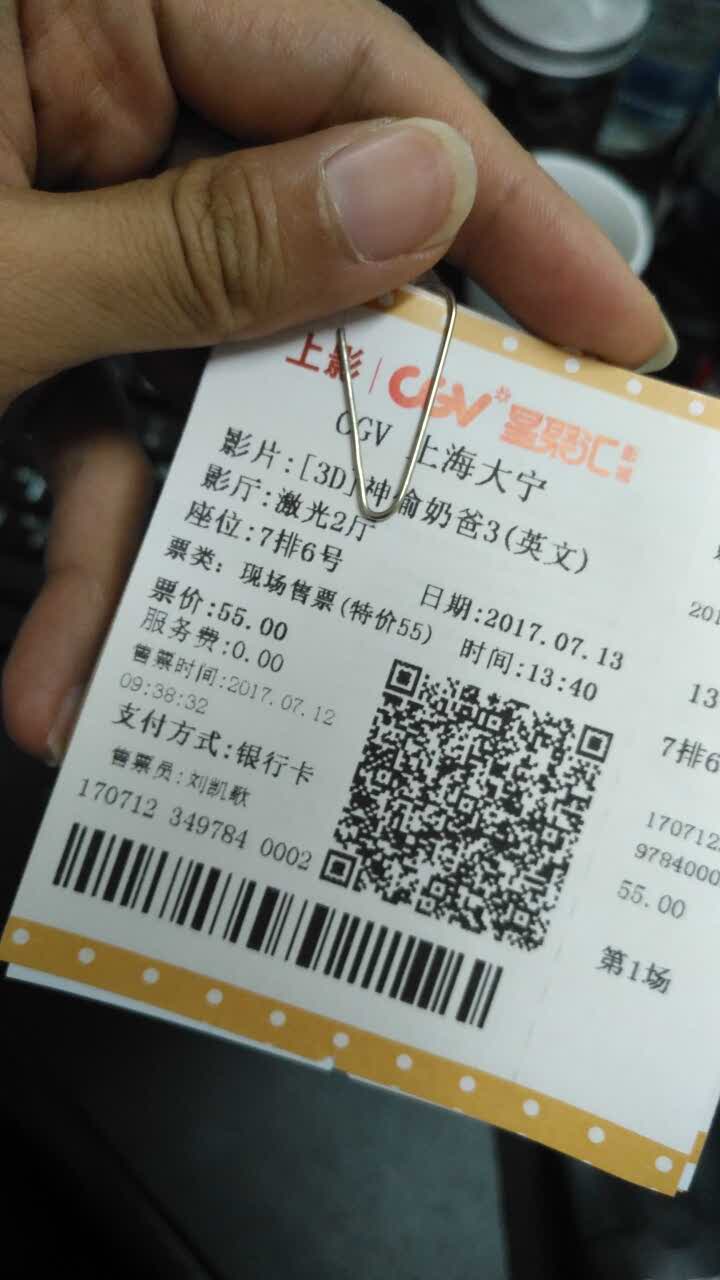 上影 CGV 星聚汇 影城
CGV 上海大宁
影片:[3D]神偷奶爸3(英文)
影厅:激光2厅
座位:7排6号
日期:2017.07.13
票类: 现场售票(特价55)
时间:13:40
票价:55.00
服务费:0.00
售票时间:2017.07.12
09:38:32
支付方式:银行卡
售票员:刘凯歌
170712 349784 0002
201
13
7排6
170712
9784000
55.00
第1场